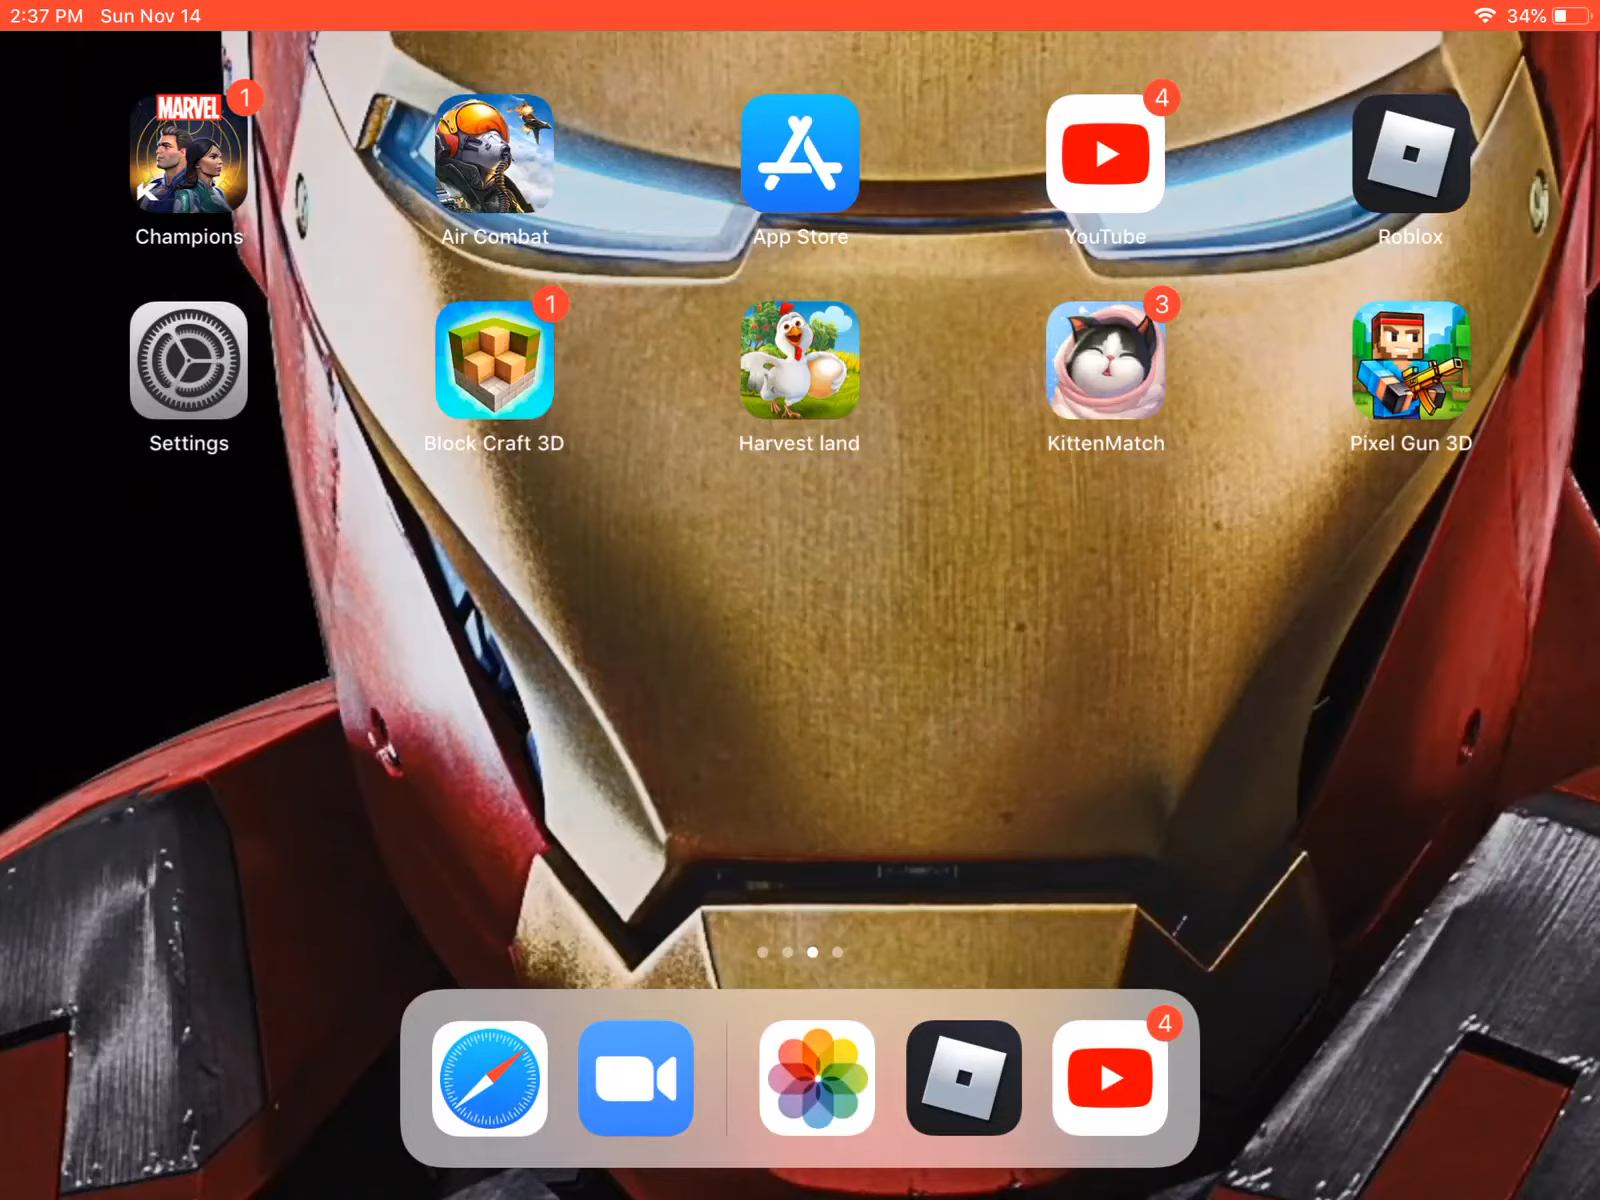 2:37 PM Sun Nov 14
34%
MARVEL
1
4
Champions
Air Combat
App Store
YouTube
Roblox
1
3
Settings
Block Craft 3D
Harvest land
KittenMatch
Pixel Gun 3D
4